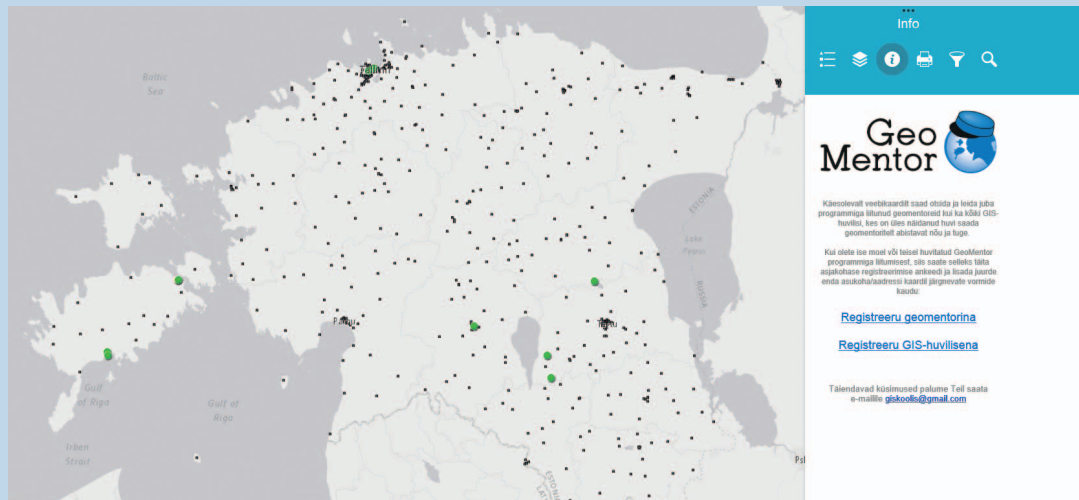 Info
Geo
Mentor
Käesolevalt veebikaardilt saad otsida ja leida juba
programmiga liitunud geomentoreid kui ka kõiki GIS-
huvilisi, kes on üles näidanud huvi saada
geomentoritelt abistavat nõu ja tuge.
Kui olete ise moel või teisel huvitatud GeoMentor
programmiga liitumisest, siis saate selleks täita
asjakohase registreerimise ankeedi ja lisada juurde
enda asukoha/aadressi kaardil järgnevate vormide
kaudu:
Registreeru geomentorina
Registreeru GIS-huvilisena
Täiendavad küsimused palume Teil saata
e-mailile giskoolis@gmail.com
Baltic
Sea
Tallinn
ESTONIA
Lake
Peipus
RUSSIA
Pärnu
Tartu
Gulf
of Riga
Gulf of
Riga
Irben
Strait
ESTONIA